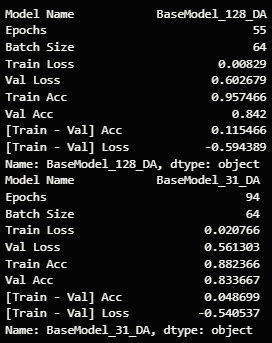 Model Name BaseModel_128_DA
Epochs 55
Batch Size 64
Train Loss 0.00829
Val Loss 0.602679
Train Acc 0.957466
Val Acc 0.842
[Train - Val] Acc 0.115466
[Train - Val] Loss -0.594389
Name: BaseModel_128_DA, dtype: object
Model Name BaseModel_31_DA
Epochs 94
Batch Size 64
Train Loss 0.020766
Val Loss 0.561303
Train Acc 0.882366
Val Acc 0.833667
[Train - Val] Acc 0.048699
[Train - Val] Loss -0.540537
Name: BaseModel_31_DA, dtype: object